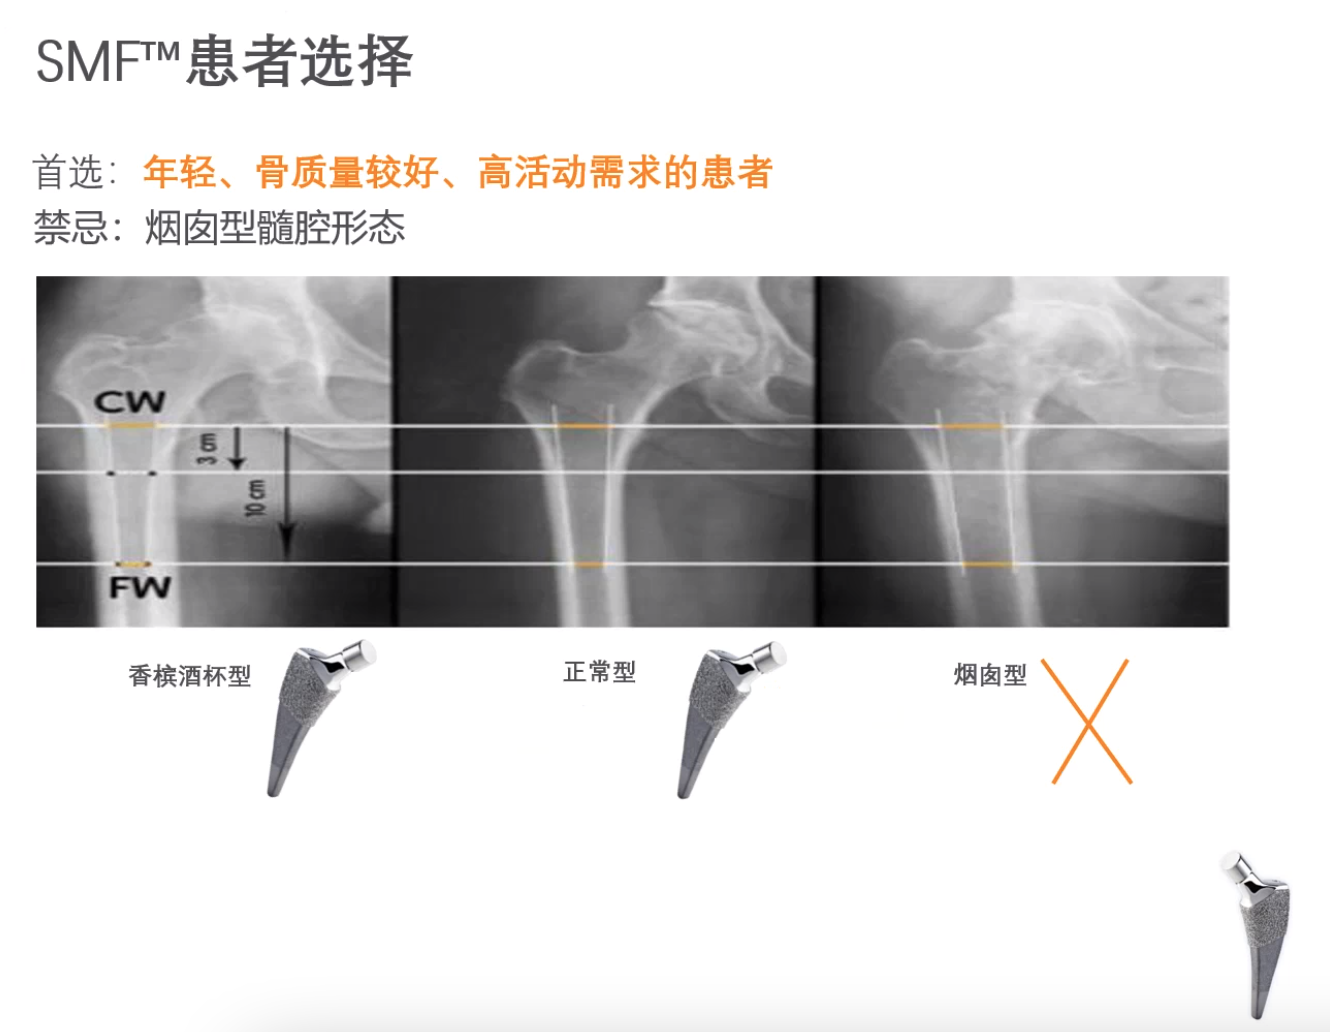 SMF™患者选择
首选：年轻、骨质量较好、高活动需求的患者
禁忌：烟囱型髓腔形态
CW
3 cm
10 cm
FW
香槟酒杯型
正常型
烟囱型